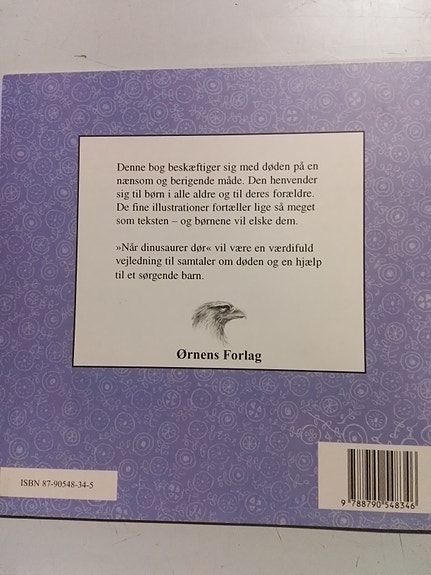 Denne bog beskæftiger sig med døden på en
nænsom og berigende måde. Den henvender
sig til børn i alle aldre og til deres forældre.
De fine illustrationer fortæller lige så meget
som teksten – og børnene vil elske dem.
»Når dinusaurer dør« vil være en værdifuld
vejledning til samtaler om døden og en hjælp
til et sørgende barn.
Ørnens Forlag
ISBN 87-90548-34-5
9 788790 548346